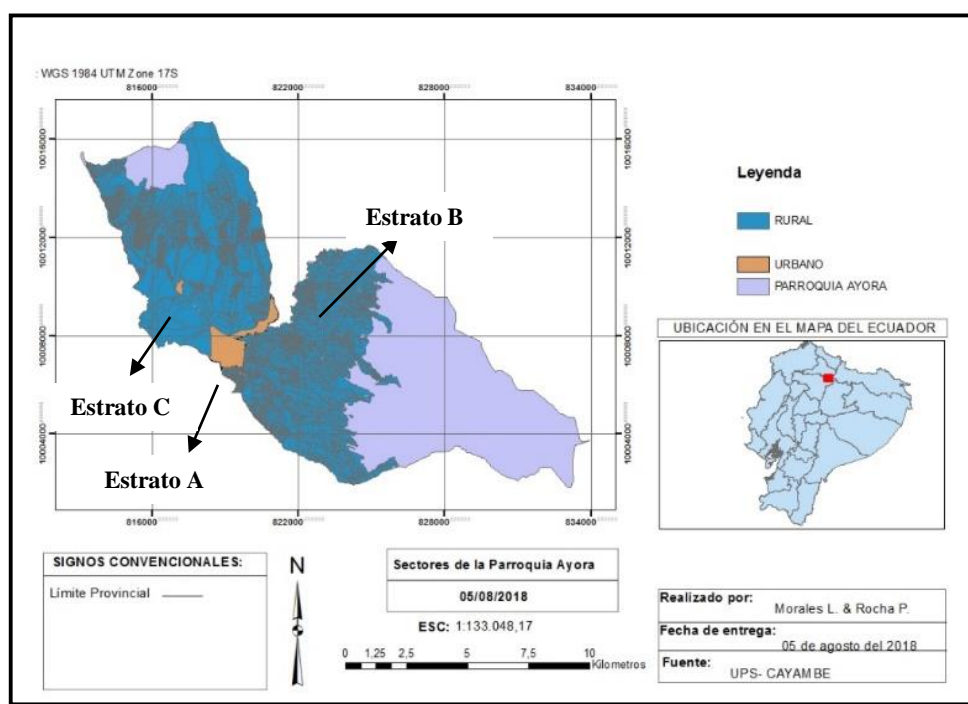 : WGS 1984 UTM Zone 17S
816000 822000 828000 834000
10016000
10016000
10012000
10012000
10008000
10008000
10004000
10004000
Estrato B
Estrato C
Estrato A
816000 822000 828000 834000
Leyenda
RURAL
URBANO
PARROQUIA AYORA
UBICACIÓN EN EL MAPA DEL ECUADOR
SIGNOS CONVENCIONALES:
Límite Provincial
N
Sectores de la Parroquia Ayora
05/08/2018
ESC: 1:133.048,17
0 1,25 2,5 5 7,5 10
Kilometros
Realizado por:
Morales L. & Rocha P.
Fecha de entrega:
05 de agosto del 2018
Fuente:
UPS- CAYAMBE